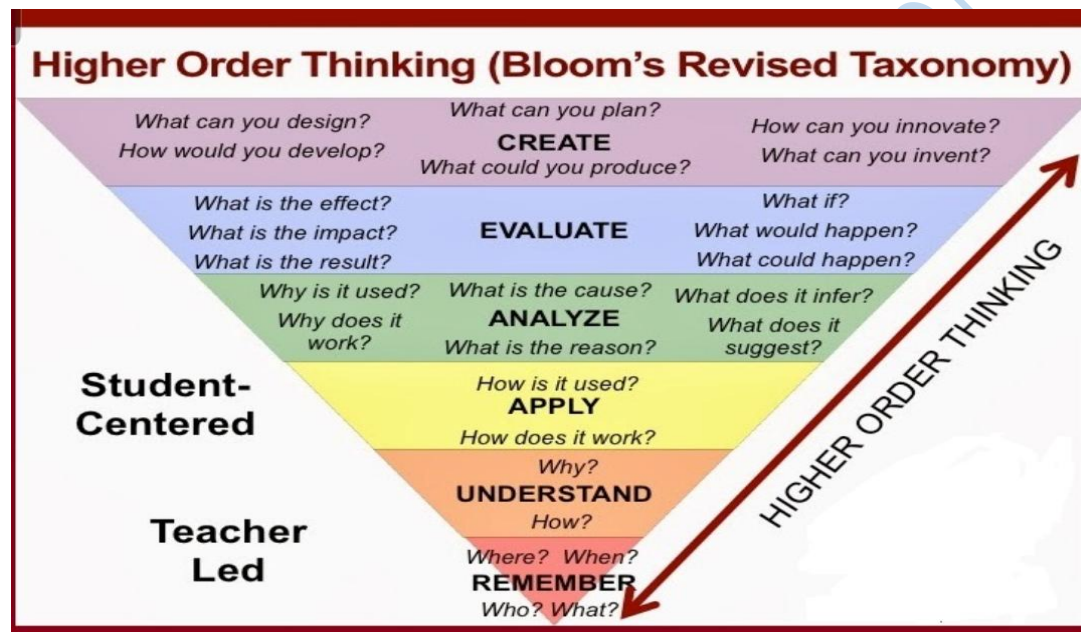 Higher Order Thinking (Bloom's Revised Taxonomy)
What can you design?
How would you develop?
What can you plan?
CREATE
What could you produce?
How can you innovate?
What can you invent?
What is the effect?
What is the impact?
What is the result?
EVALUATE
What if?
What would happen?
What could happen?
Why is it used?
Why does it
work?
What is the cause?
ANALYZE
What is the reason?
What does it infer?
What does it
suggest?
How is it used?
APPLY
How does it work?
Why?
UNDERSTAND
How?
Where? When?
REMEMBER
Who? What?
Student-
Centered
Teacher
Led
HIGHER ORDER THINKING